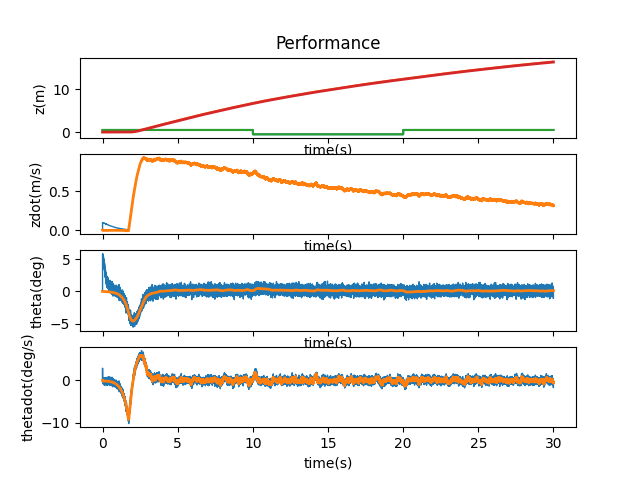 Performance
z(m)
10
0
time(s)
zdot(m/s)
0.5
0.0
time(s)
theta(deg)
5
0
−5
time(s)
thetadot(deg/s)
0
−10
0 5 10 15 20 25 30
time(s)